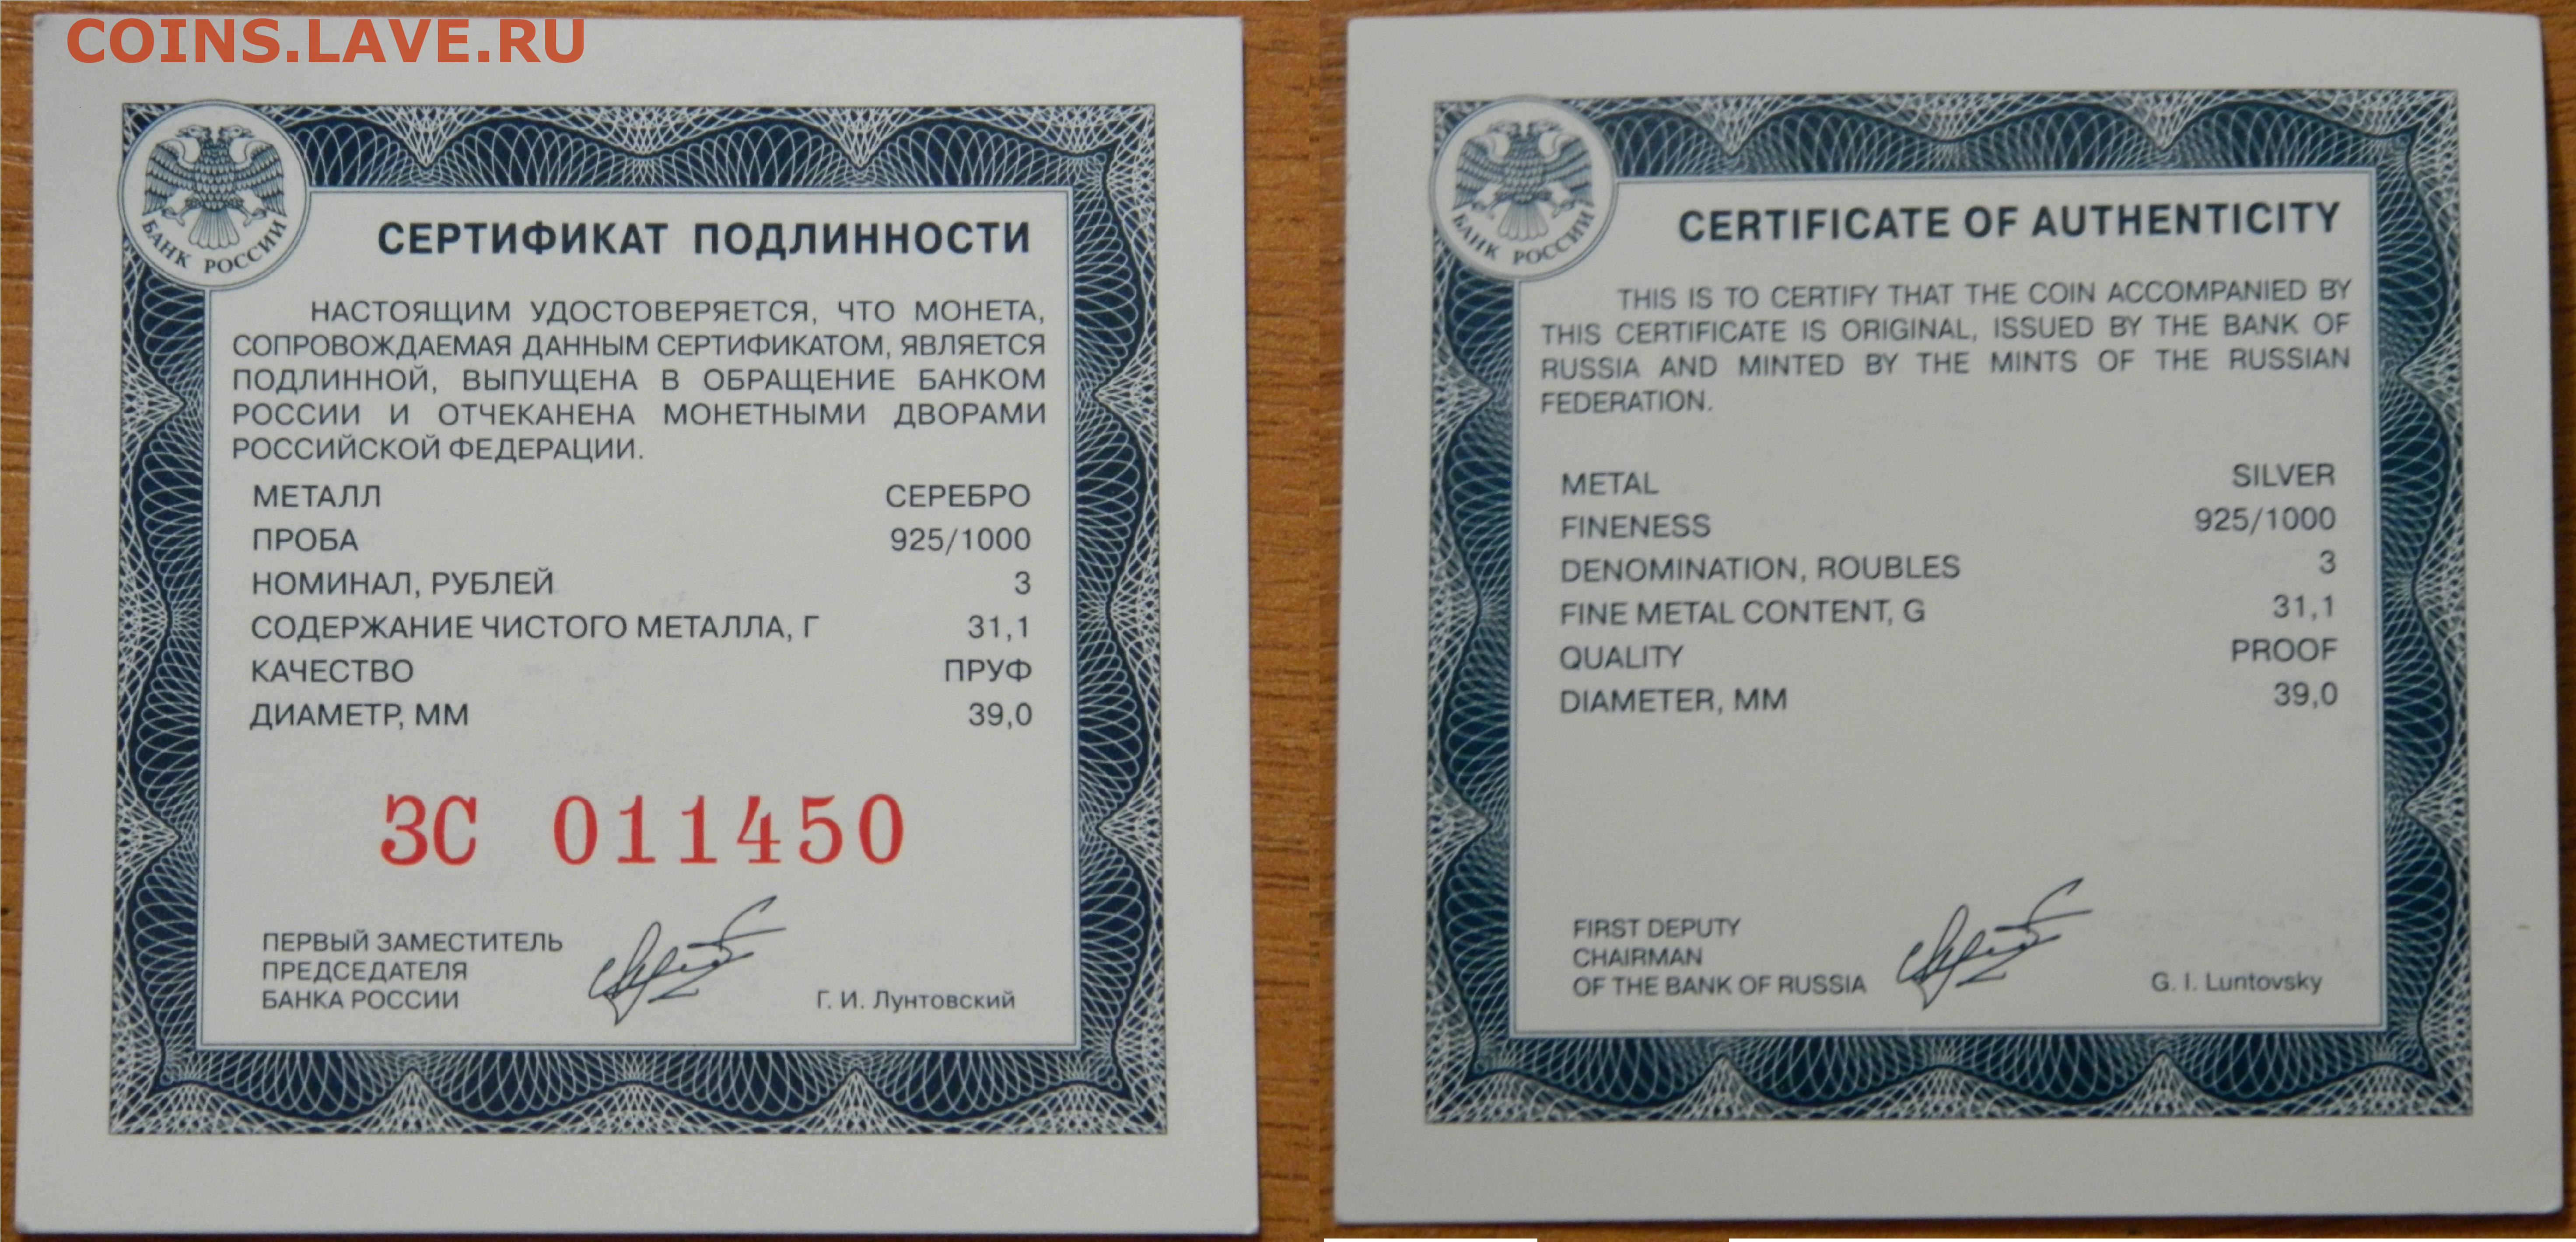 COINS.LAVE.RU
БАНК РОССИИ
СЕРТИФИКАТ ПОДЛИННОСТИ
НАСТОЯЩИМ УДОСТОВЕРЯЕТСЯ, ЧТО МОНЕТА,
СОПРОВОЖДАЕМАЯ ДАННЫМ СЕРТИФИКАТОМ, ЯВЛЯЕТСЯ
ПОДЛИННОЙ, ВЫПУЩЕНА В ОБРАЩЕНИЕ БАНКОМ
РОССИИ И ОТЧЕКАНЕНА МОНЕТНЫМИ ДВОРАМИ
РОССИЙСКОЙ ФЕДЕРАЦИИ.
МЕТАЛЛ СЕРЕБРО
ПРОБА 925/1000
НОМИНАЛ, РУБЛЕЙ 3
СОДЕРЖАНИЕ ЧИСТОГО МЕТАЛЛА, Г 31,1
КАЧЕСТВО ПРУФ
ДИАМЕТР, ММ 39,0
ЗС 011450
ПЕРВЫЙ ЗАМЕСТИТЕЛЬ
ПРЕДСЕДАТЕЛЯ
БАНКА РОССИИ Г. И. Лунтовский
БАНК РОССИИ
CERTIFICATE OF AUTHENTICITY
THIS IS TO CERTIFY THAT THE COIN ACCOMPANIED BY
THIS CERTIFICATE IS ORIGINAL, ISSUED BY THE BANK OF
RUSSIA AND MINTED BY THE MINTS OF THE RUSSIAN
FEDERATION.
METAL SILVER
FINENESS 925/1000
DENOMINATION, ROUBLES 3
FINE METAL CONTENT, G 31,1
QUALITY PROOF
DIAMETER, MM 39,0
FIRST DEPUTY
CHAIRMAN
OF THE BANK OF RUSSIA G. I. Luntovsky